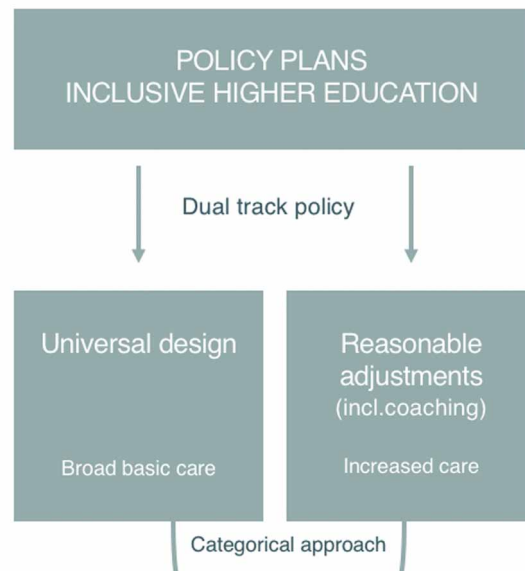 POLICY PLANS
INCLUSIVE HIGHER EDUCATION
Dual track policy
Universal design
Broad basic care
Reasonable
adjustments
(incl.coaching)
Increased care
Categorical approach